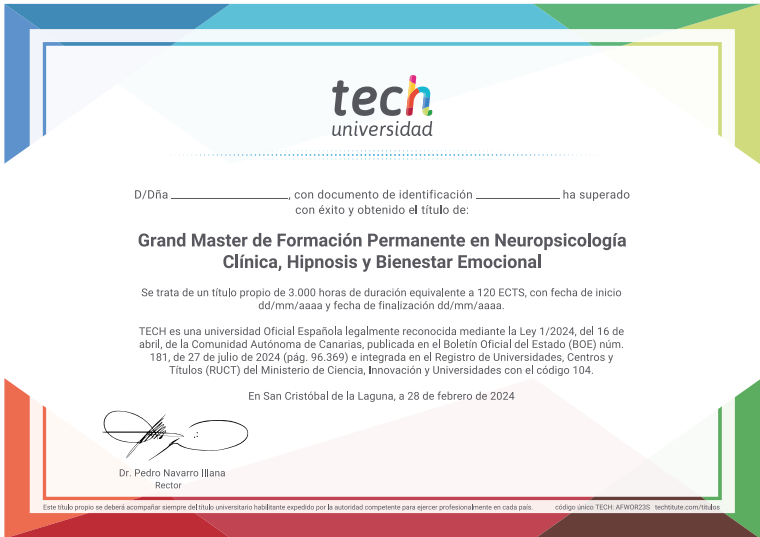 tech
universidad
D/Dña ____________________, con documento de identificación ______________ ha superado
con éxito y obtenido el título de:
Grand Master de Formación Permanente en Neuropsicología
Clínica, Hipnosis y Bienestar Emocional
Se trata de un título propio de 3.000 horas de duración equivalente a 120 ECTS, con fecha de inicio
dd/mm/aaaa y fecha de finalización dd/mm/aaaa.
TECH es una universidad Oficial Española legalmente reconocida mediante la Ley 1/2024, del 16 de
abril, de la Comunidad Autónoma de Canarias, publicada en el Boletín Oficial del Estado (BOE) núm.
181, de 27 de julio de 2024 (pág. 96.369) e integrada en el Registro de Universidades, Centros y
Títulos (RUCT) del Ministerio de Ciencia, Innovación y Universidades con el código 104.
En San Cristóbal de la Laguna, a 28 de febrero de 2024
Dr. Pedro Navarro Illana
Rector
Este título propio se deberá acompañar siempre del título universitario habilitante expedido por la autoridad competente para ejercer profesionalmente en cada país. código único TECH: AFWOR23S techtitute.com/titulos